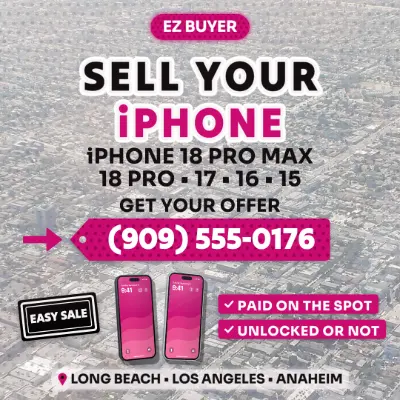 EZ BUYER
SELL YOUR
iPHONE
iPHONE 18 PRO MAX
18 PRO ▪ 17 ▪ 16 ▪ 15
GET YOUR OFFER
(909) 555-0176
9:41
9:41
EASY SALE
✓ PAID ON THE SPOT
✓ UNLOCKED OR NOT
LONG BEACH ▪ LOS ANGELES ▪ ANAHEIM